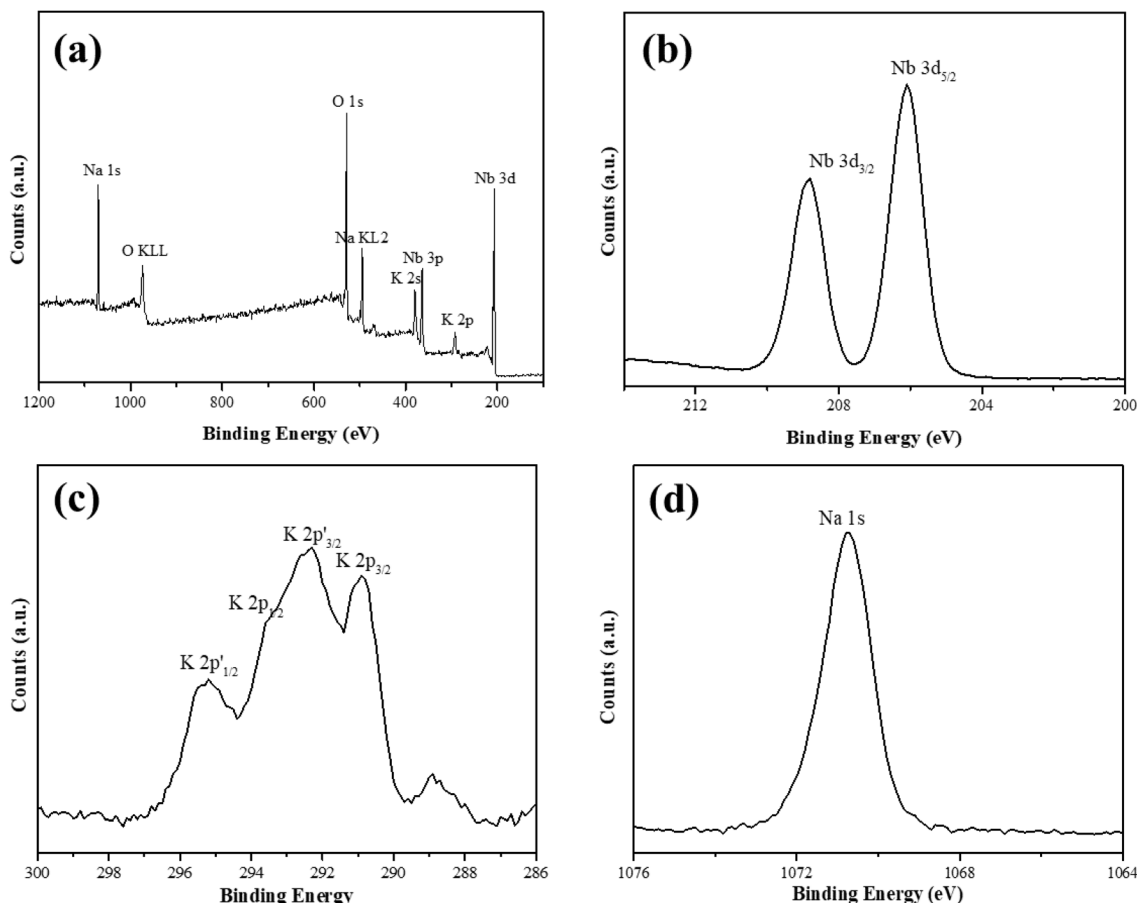 (a)
O 1s
Na 1s
Nb 3d
O KLL
Na KL2
Nb 3p
K 2s
K 2p
Counts (a.u.)
1200 1000 800 600 400 200
Binding Energy (eV)
(b)
Nb 3d5/2
Nb 3d3/2
Counts (a.u.)
212 208 204 200
Binding Energy (eV)
(c)
K 2p'3/2
K 2p3/2
K 2p1/2
K 2p'1/2
Counts (a.u.)
300 298 296 295 293 292 291 290 288 286
Binding Energy
(d)
Na 1s
Counts (a.u.)
1076 1072 1068 1064
Binding Energy (eV)